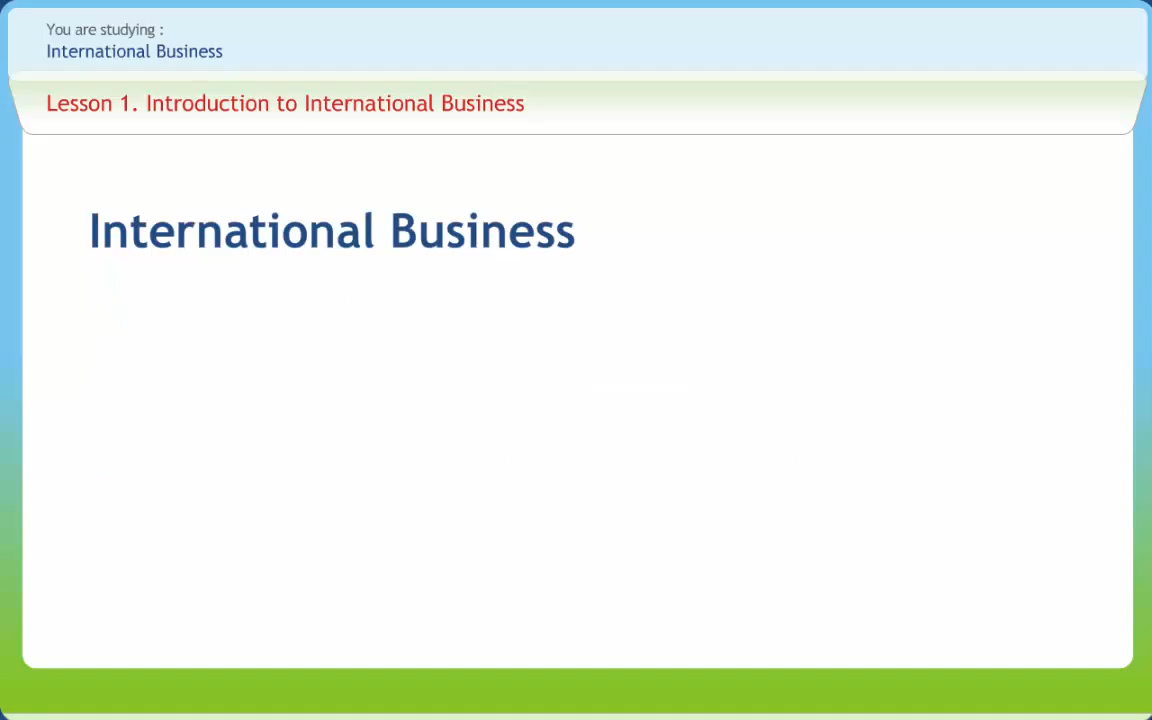 You are studying :
International Business
Lesson 1. Introduction to International Business
International Business